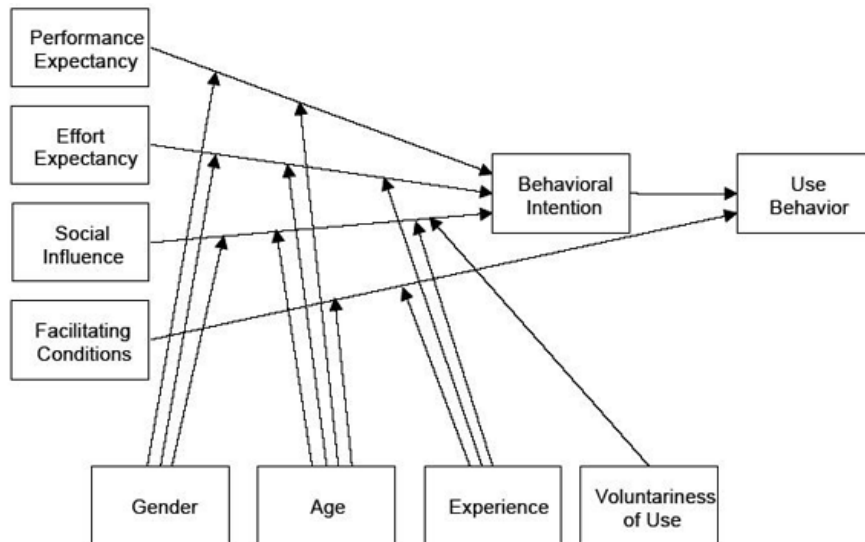 Performance
Expectancy
Effort
Expectancy
Behavioral
Intention
Use
Behavior
Social
Influence
Facilitating
Conditions
Gender
Age
Experience
Voluntariness
of Use